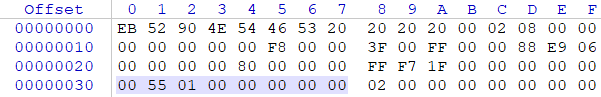 Offset 0 1 2 3 4 5 6 7 8 9 A B C D E F
00000000 EB 52 90 4E 54 46 53 20 20 20 20 00 02 08 00 00
00000010 00 00 00 00 00 F8 00 00 3F 00 FF 00 00 88 E9 06
00000020 00 00 00 00 80 00 00 00 FF F7 1F 00 00 00 00 00
00000030 00 55 01 00 00 00 00 00 02 00 00 00 00 00 00 00